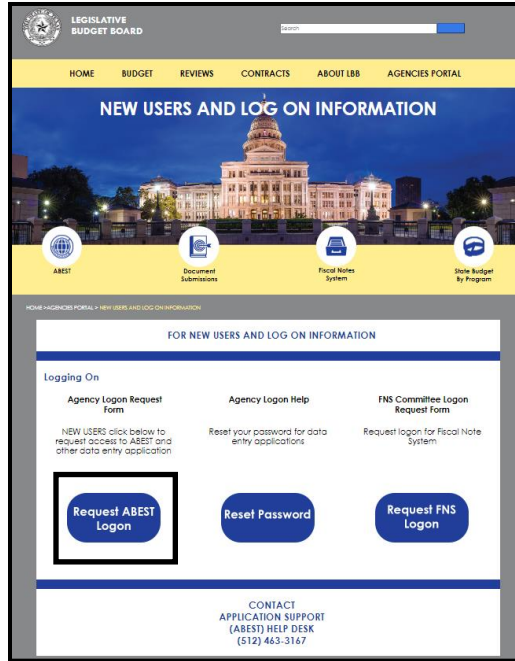 LEGISLATIVE
BUDGET BOARD
Search
HOME BUDGET REVIEWS CONTRACTS ABOUT LBB AGENCIES PORTAL
NEW USERS AND LOG ON INFORMATION
ABEST
Document
Submissions
Fiscal Notes
System
State Budget
By Program
HOME >AGENCIES PORTAL > NEW USERS AND LOG ON INFORMATION
FOR NEW USERS AND LOG ON INFORMATION
Logging On
Agency Logon Request
Form
NEW USERS click below to
request access to ABEST and
other data entry application
Request ABEST
Logon
Agency Logon Help
Reset your password for data
entry applications
Reset Password
FNS Committee Logon
Request Form
Request logon for Fiscal Note
System
Request FNS
Logon
CONTACT
APPLICATION SUPPORT
(ABEST) HELP DESK
(512) 463-3167